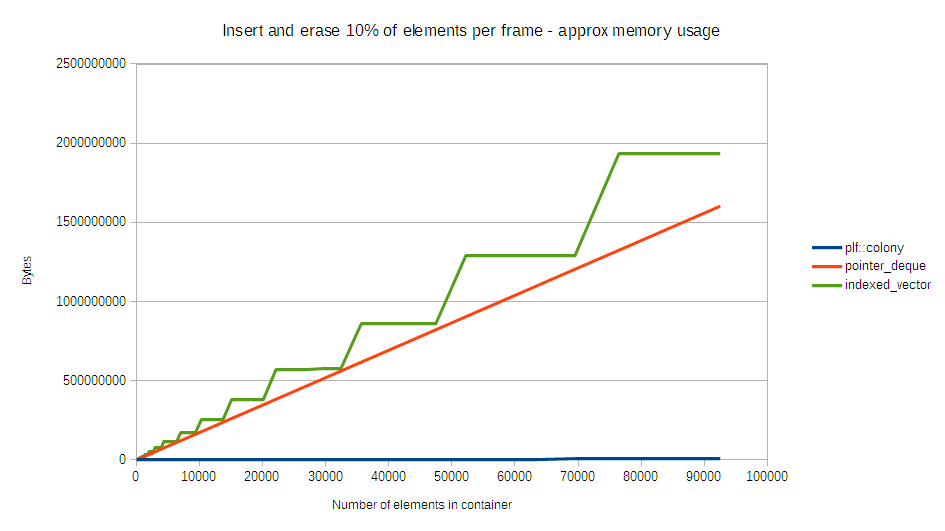 Insert and erase 10% of elements per frame - approx memory usage
2500000000
2000000000
1500000000
1000000000
500000000
0
Bytes
0 10000 20000 30000 40000 50000 60000 70000 80000 90000 100000
Number of elements in container
plf::colony
pointer_deque
indexed_vector